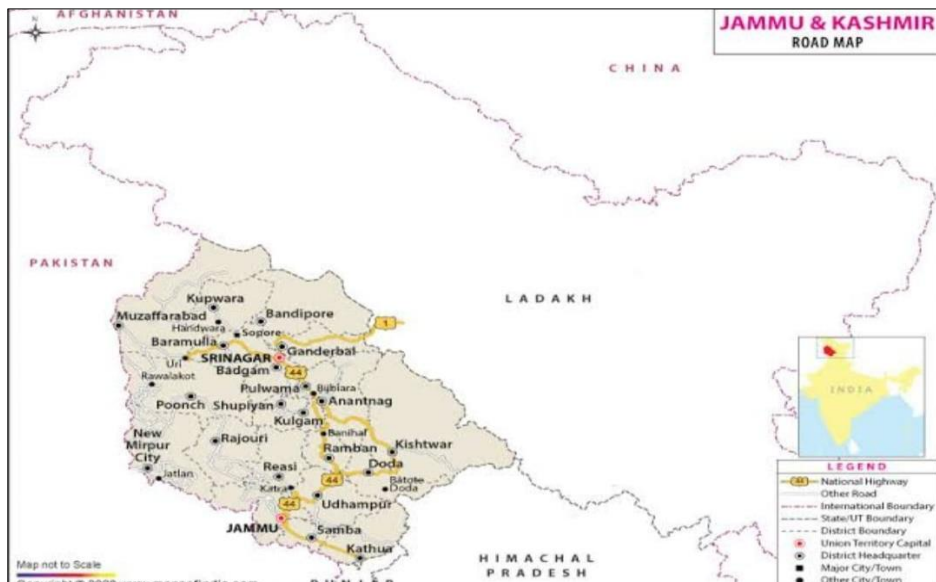 AFGHANISTAN
N
JAMMU & KASHMIR
ROAD MAP
CHINA
PAKISTAN
LADAKH
Kupwara
Muzaffarabad
Handwara
Bandipore
Sopore
1
Baramulla
Ganderbal
Uri
SRINAGAR
Badgam
44
Rawalakot
Pulwama
Bijbiara
Poonch
Shupiyan
Anantnag
Kulgam
New
Mirpur
City
Rajouri
Banihal
Kishtwar
Ramban
Jatlan
Reasi
Doda
Katra
44
Batote
Doda
44
Udhampur
JAMMU
Samba
Kathua
HIMACHAL
PRADESH
INDIA
LEGEND
44 National Highway
Other Road
International Boundary
State/UT Boundary
District Boundary
Union Territory Capital
District Headquarter
Major City/Town
Other City/Town
Map not to Scale